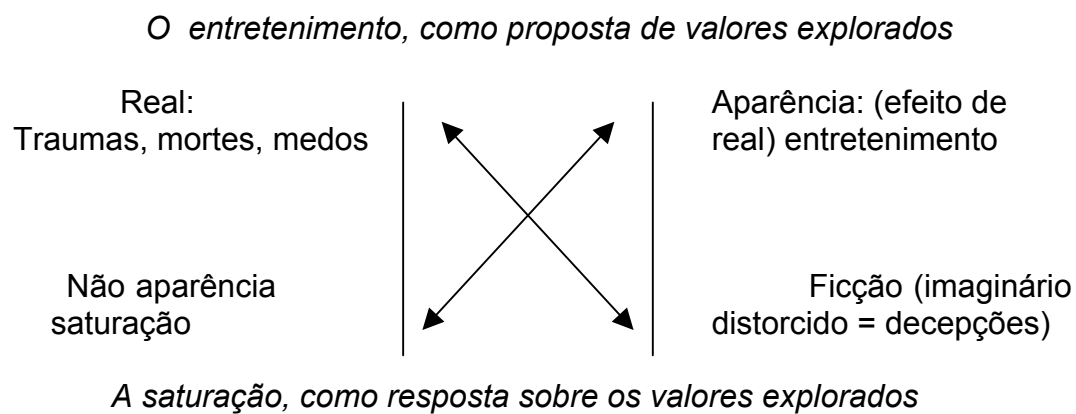 O entretenimento, como proposta de valores explorados
Real:
Traumas, mortes, medos
Aparência: (efeito de
real) entretenimento
Não aparência
saturação
Ficção (imaginário
distorcido = decepções)
A saturação, como resposta sobre os valores explorados